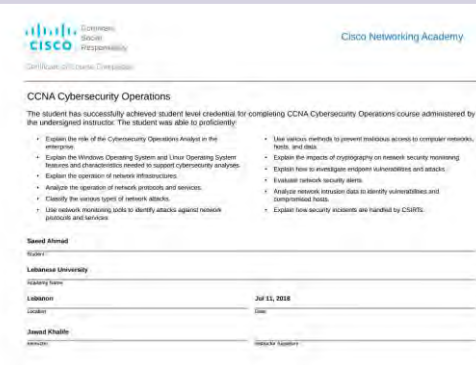 Corporate
Social
Responsibility
CISCO
Cisco Networking Academy
Certificate of Course Completion
CCNA Cybersecurity Operations
The student has successfully achieved student level credential for completing CCNA Cybersecurity Operations course administered by
the undersigned instructor. The student was able to proficiently:
• Explain the role of the Cybersecurity Operations Analyst in the
enterprise.
• Explain the Windows Operating System and Linux Operating System
features and characteristics needed to support cybersecurity analyses.
• Explain the operation of network infrastructures.
• Analyze the operation of network protocols and services.
• Classify the various types of network attacks.
• Use network monitoring tools to identify attacks against network
protocols and services.
• Use various methods to prevent malicious access to computer networks,
hosts, and data.
• Explain the impacts of cryptography on network security monitoring.
• Explain how to investigate endpoint vulnerabilities and attacks.
• Evaluate network security alerts.
• Analyze network intrusion data to identify vulnerabilities and
compromised hosts.
• Explain how security incidents are handled by CSIRTs.
Saeed Ahmad
Student
Lebanese University
Academy Name
Lebanon
Jul 11, 2018
Location
Date
Jawad Khalife
Instructor
Instructor Signature